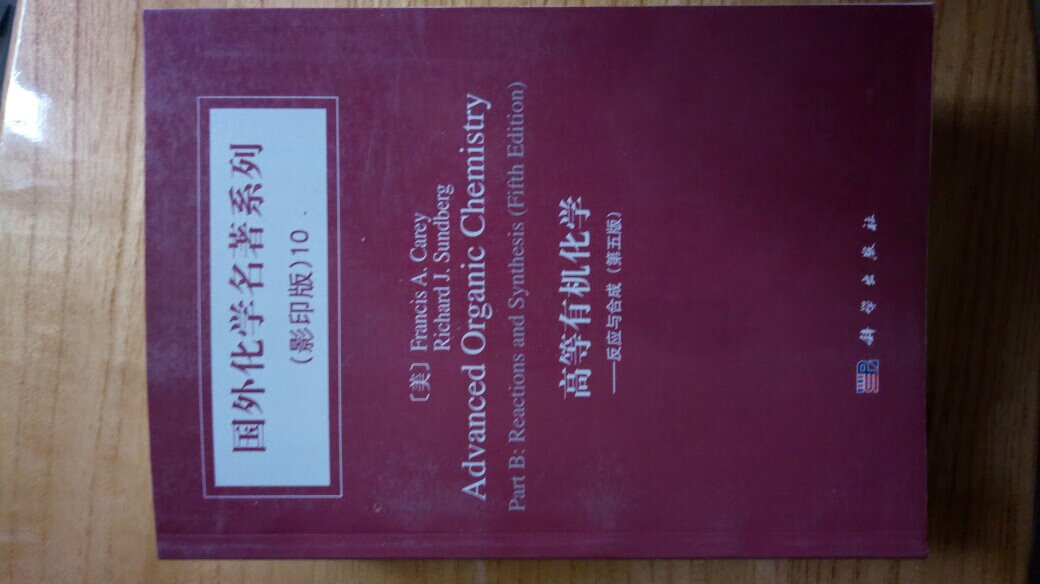 国外化学名著系列
（影印版）10
〔美〕Francis A. Carey
Richard J. Sundberg
Advanced Organic Chemistry
Part B: Reactions and Synthesis (Fifth Edition)
高等有机化学
——反应与合成（第五版）
科学出版社